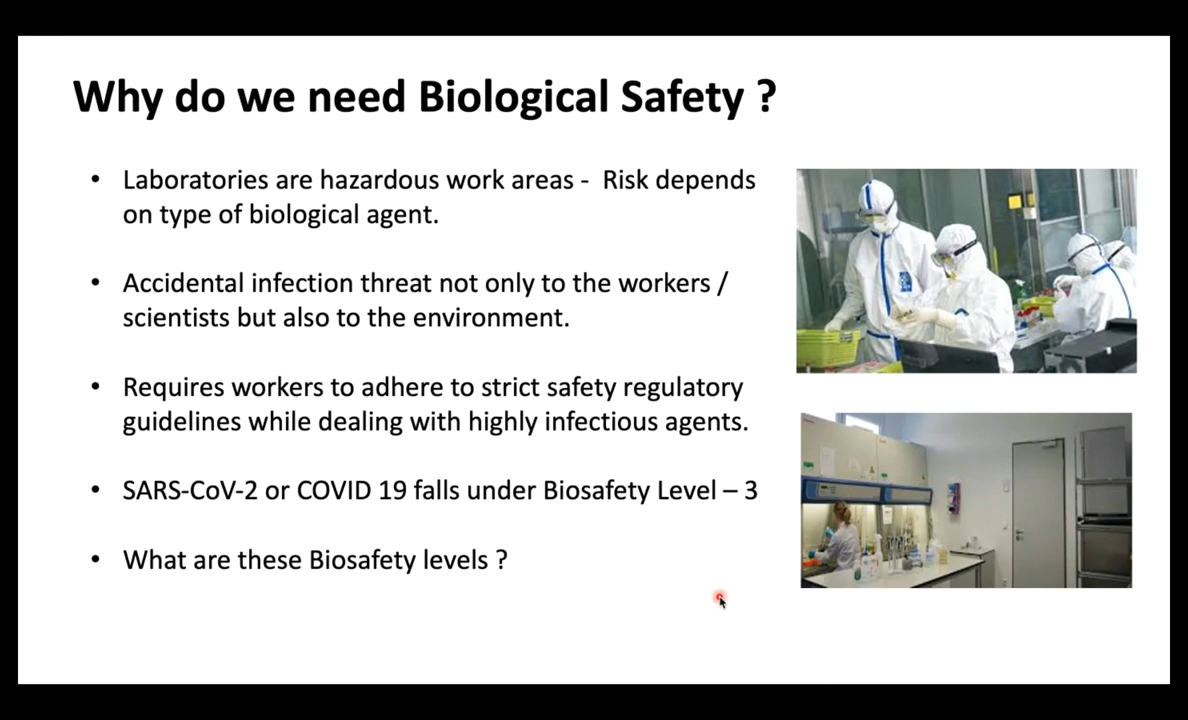 Why do we need Biological Safety ?
• Laboratories are hazardous work areas -  Risk depends
on type of biological agent.
• Accidental infection threat not only to the workers /
scientists but also to the environment.
• Requires workers to adhere to strict safety regulatory
guidelines while dealing with highly infectious agents.
• SARS-CoV-2 or COVID 19 falls under Biosafety Level – 3
• What are these Biosafety levels ?